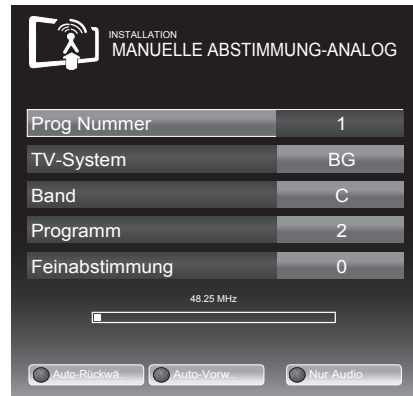 INSTALLATION
MANUELLE ABSTIMMUNG-ANALOG
Prog Nummer 1
TV-System BG
Band C
Programm 2
Feinabstimmung 0
48.25 MHz
Auto-Rückwä.. Auto-Vorw.. Nur Audio